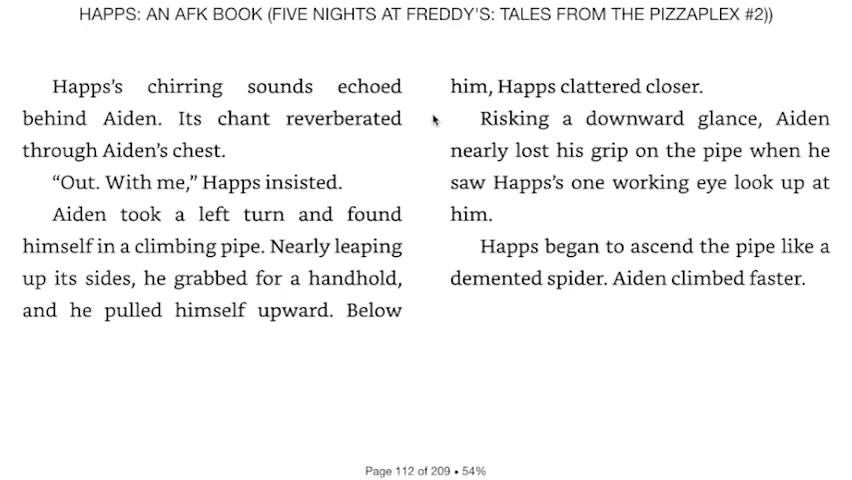 HAPPS: AN AFK BOOK (FIVE NIGHTS AT FREDDY'S: TALES FROM THE PIZZAPLEX #2))
Happs’s chirring sounds echoed
behind Aiden. Its chant reverberated
through Aiden’s chest.
“Out. With me,” Happs insisted.
Aiden took a left turn and found
himself in a climbing pipe. Nearly leaping
up its sides, he grabbed for a handhold,
and he pulled himself upward. Below
him, Happs clattered closer.
Risking a downward glance, Aiden
nearly lost his grip on the pipe when he
saw Happs’s one working eye look up at
him.
Happs began to ascend the pipe like a
demented spider. Aiden climbed faster.
Page 112 of 209 • 54%